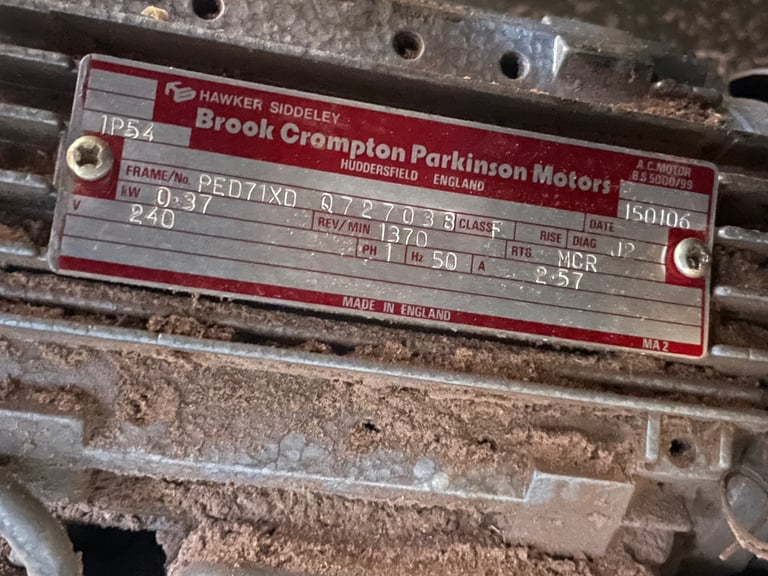 HAWKER SIDDELEY
Brook Crompton Parkinson Motors
HUDDERSFIELD ENGLAND
A.C. MOTOR
BS 5000/99
IP54
FRAME/No. PED71XD Q727038 CLASS F DATE 150106
kW 0.37 REV/MIN 1370 RISE DIAG J2
V 240 PH 1 Hz 50 A 2.57 RTG MCR
MADE IN ENGLAND
MA2